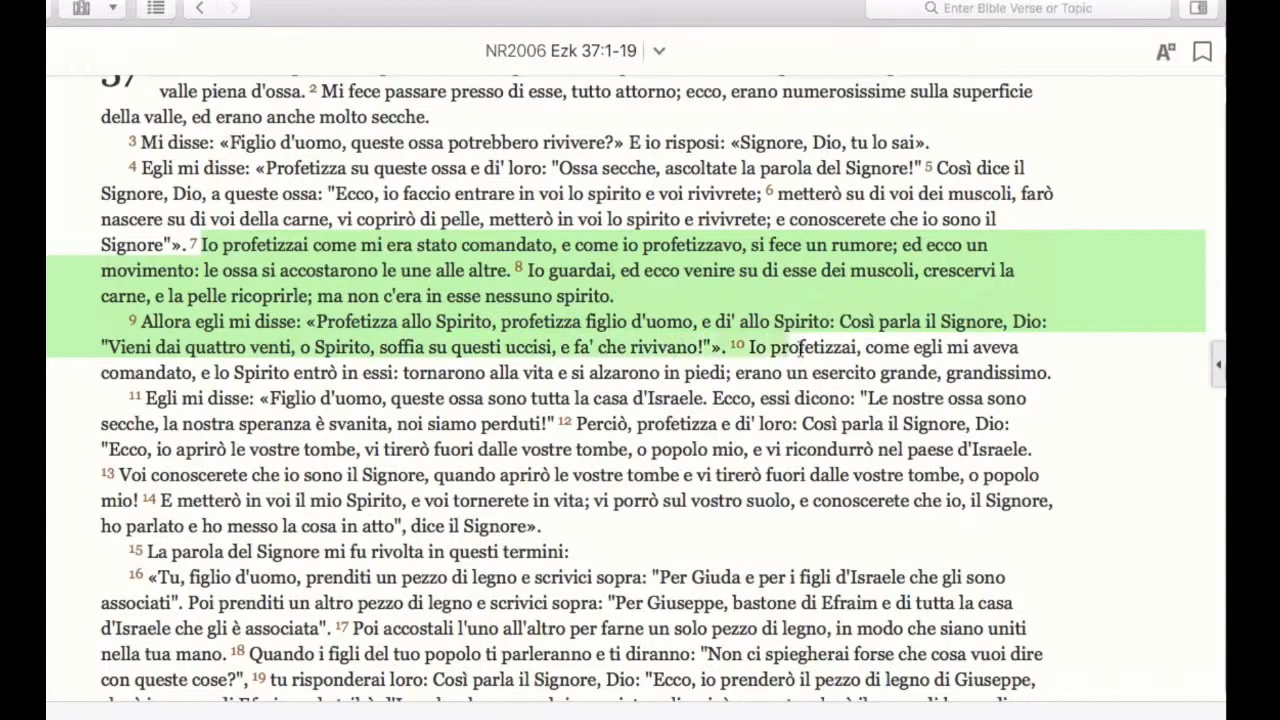 Enter Bible Verse or Topic
NR2006 Ezk 37:1-19
37
valle piena d'ossa. 2 Mi fece passare presso di esse, tutto attorno; ecco, erano numerosissime sulla superficie
della valle, ed erano anche molto secche.
3 Mi disse: «Figlio d'uomo, queste ossa potrebbero rivivere?» E io risposi: «Signore, Dio, tu lo sai».
4 Egli mi disse: «Profetizza su queste ossa e di' loro: "Ossa secche, ascoltate la parola del Signore!" 5 Così dice il
Signore, Dio, a queste ossa: "Ecco, io faccio entrare in voi lo spirito e voi rivivrete; 6 metterò su di voi dei muscoli, farò
nascere su di voi della carne, vi coprirò di pelle, metterò in voi lo spirito e rivivrete; e conoscerete che io sono il
Signore"». 7 Io profetizzai come mi era stato comandato, e come io profetizzavo, si fece un rumore; ed ecco un
movimento: le ossa si accostarono le une alle altre. 8 Io guardai, ed ecco venire su di esse dei muscoli, crescervi la
carne, e la pelle ricoprirle; ma non c'era in esse nessuno spirito.
9 Allora egli mi disse: «Profetizza allo Spirito, profetizza figlio d'uomo, e di' allo Spirito: Così parla il Signore, Dio:
"Vieni dai quattro venti, o Spirito, soffia su questi uccisi, e fa' che rivivano!"». 10 Io profetizzai, come egli mi aveva
comandato, e lo Spirito entrò in essi: tornarono alla vita e si alzarono in piedi; erano un esercito grande, grandissimo.
11 Egli mi disse: «Figlio d'uomo, queste ossa sono tutta la casa d'Israele. Ecco, essi dicono: "Le nostre ossa sono
secche, la nostra speranza è svanita, noi siamo perduti!" 12 Perciò, profetizza e di' loro: Così parla il Signore, Dio:
"Ecco, io aprirò le vostre tombe, vi tirerò fuori dalle vostre tombe, o popolo mio, e vi ricondurrò nel paese d'Israele.
13 Voi conoscerete che io sono il Signore, quando aprirò le vostre tombe e vi tirerò fuori dalle vostre tombe, o popolo
mio! 14 E metterò in voi il mio Spirito, e voi tornerete in vita; vi porrò sul vostro suolo, e conoscerete che io, il Signore,
ho parlato e ho messo la cosa in atto", dice il Signore».
15 La parola del Signore mi fu rivolta in questi termini:
16 «Tu, figlio d'uomo, prenditi un pezzo di legno e scrivici sopra: "Per Giuda e per i figli d'Israele che gli sono
associati". Poi prenditi un altro pezzo di legno e scrivici sopra: "Per Giuseppe, bastone di Efraim e di tutta la casa
d'Israele che gli è associata". 17 Poi accostali l'uno all'altro per farne un solo pezzo di legno, in modo che siano uniti
nella tua mano. 18 Quando i figli del tuo popolo ti parleranno e ti diranno: "Non ci spiegherai forse che cosa vuoi dire
con queste cose?", 19 tu risponderai loro: Così parla il Signore, Dio: "Ecco, io prenderò il pezzo di legno di Giuseppe,